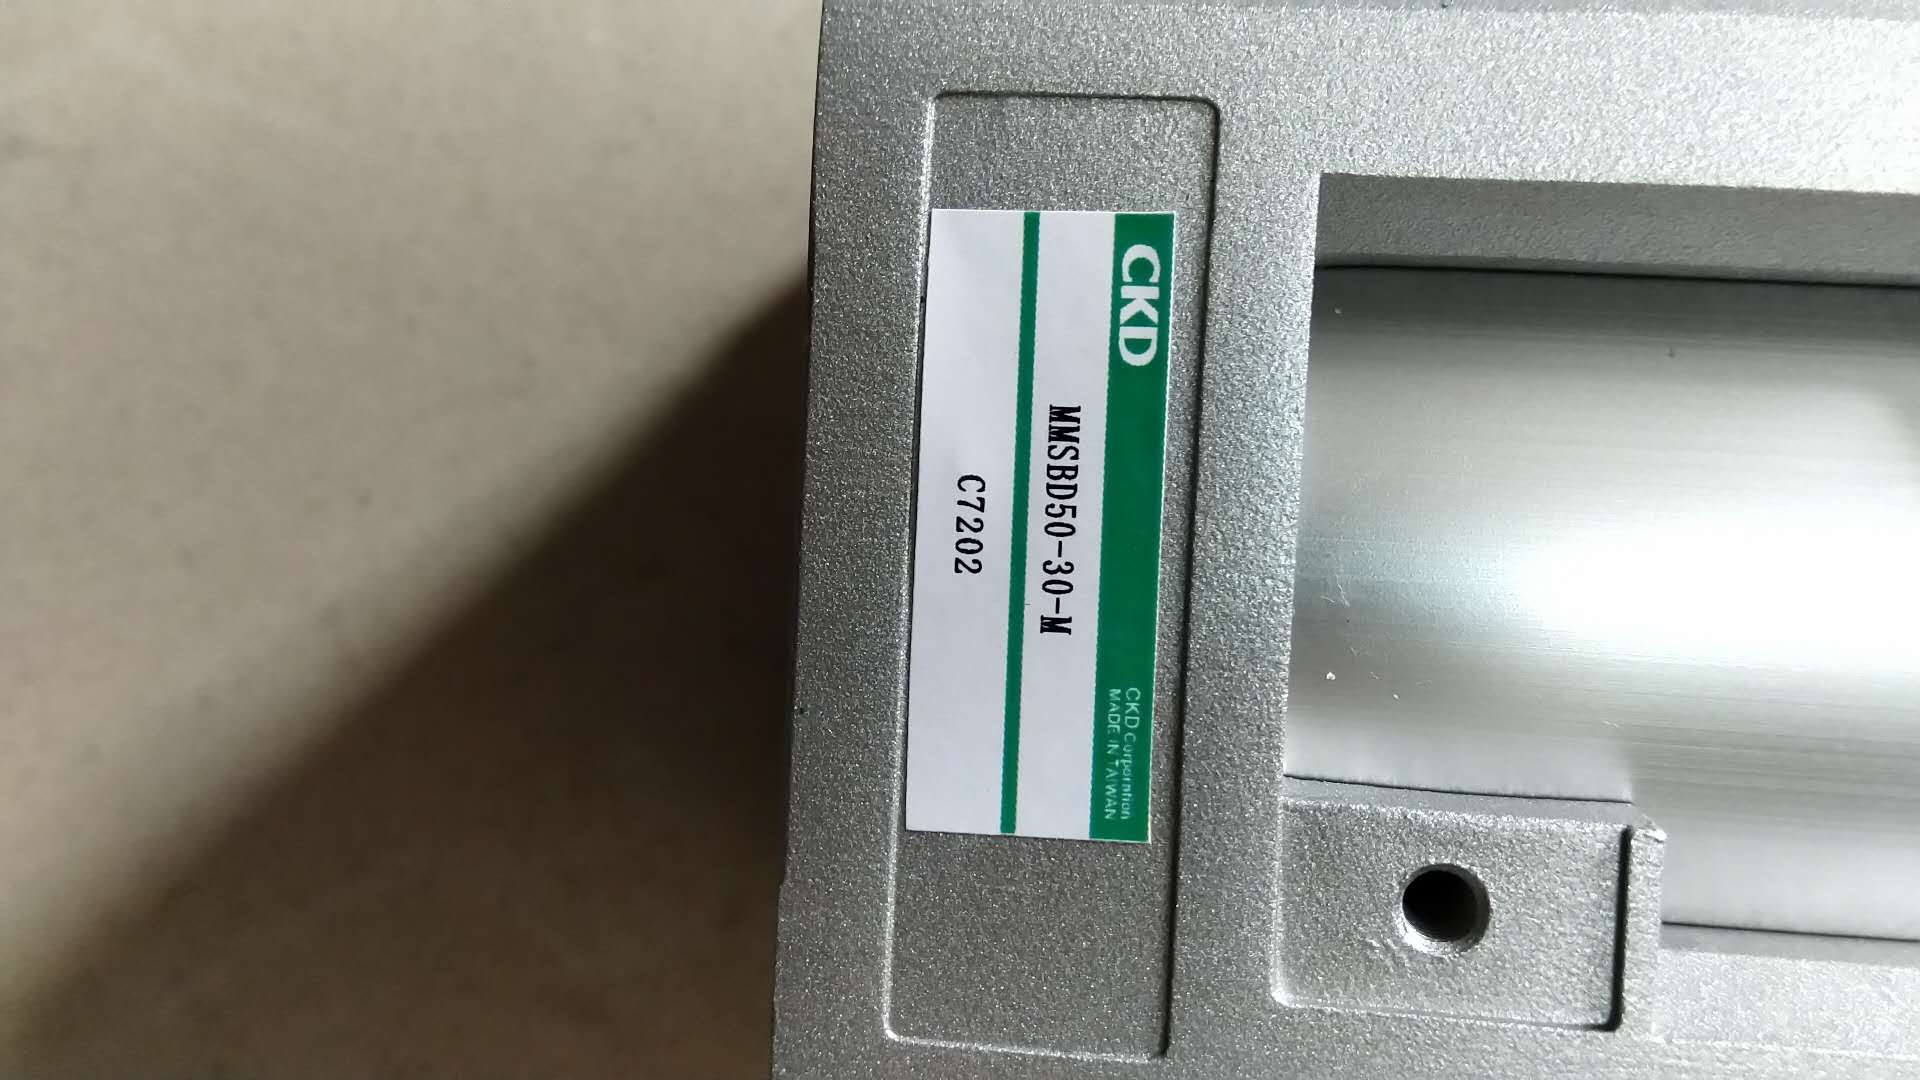 CKD
CKD Corporation
MADE IN TAIWAN
MMSBD50-30-M
C7202